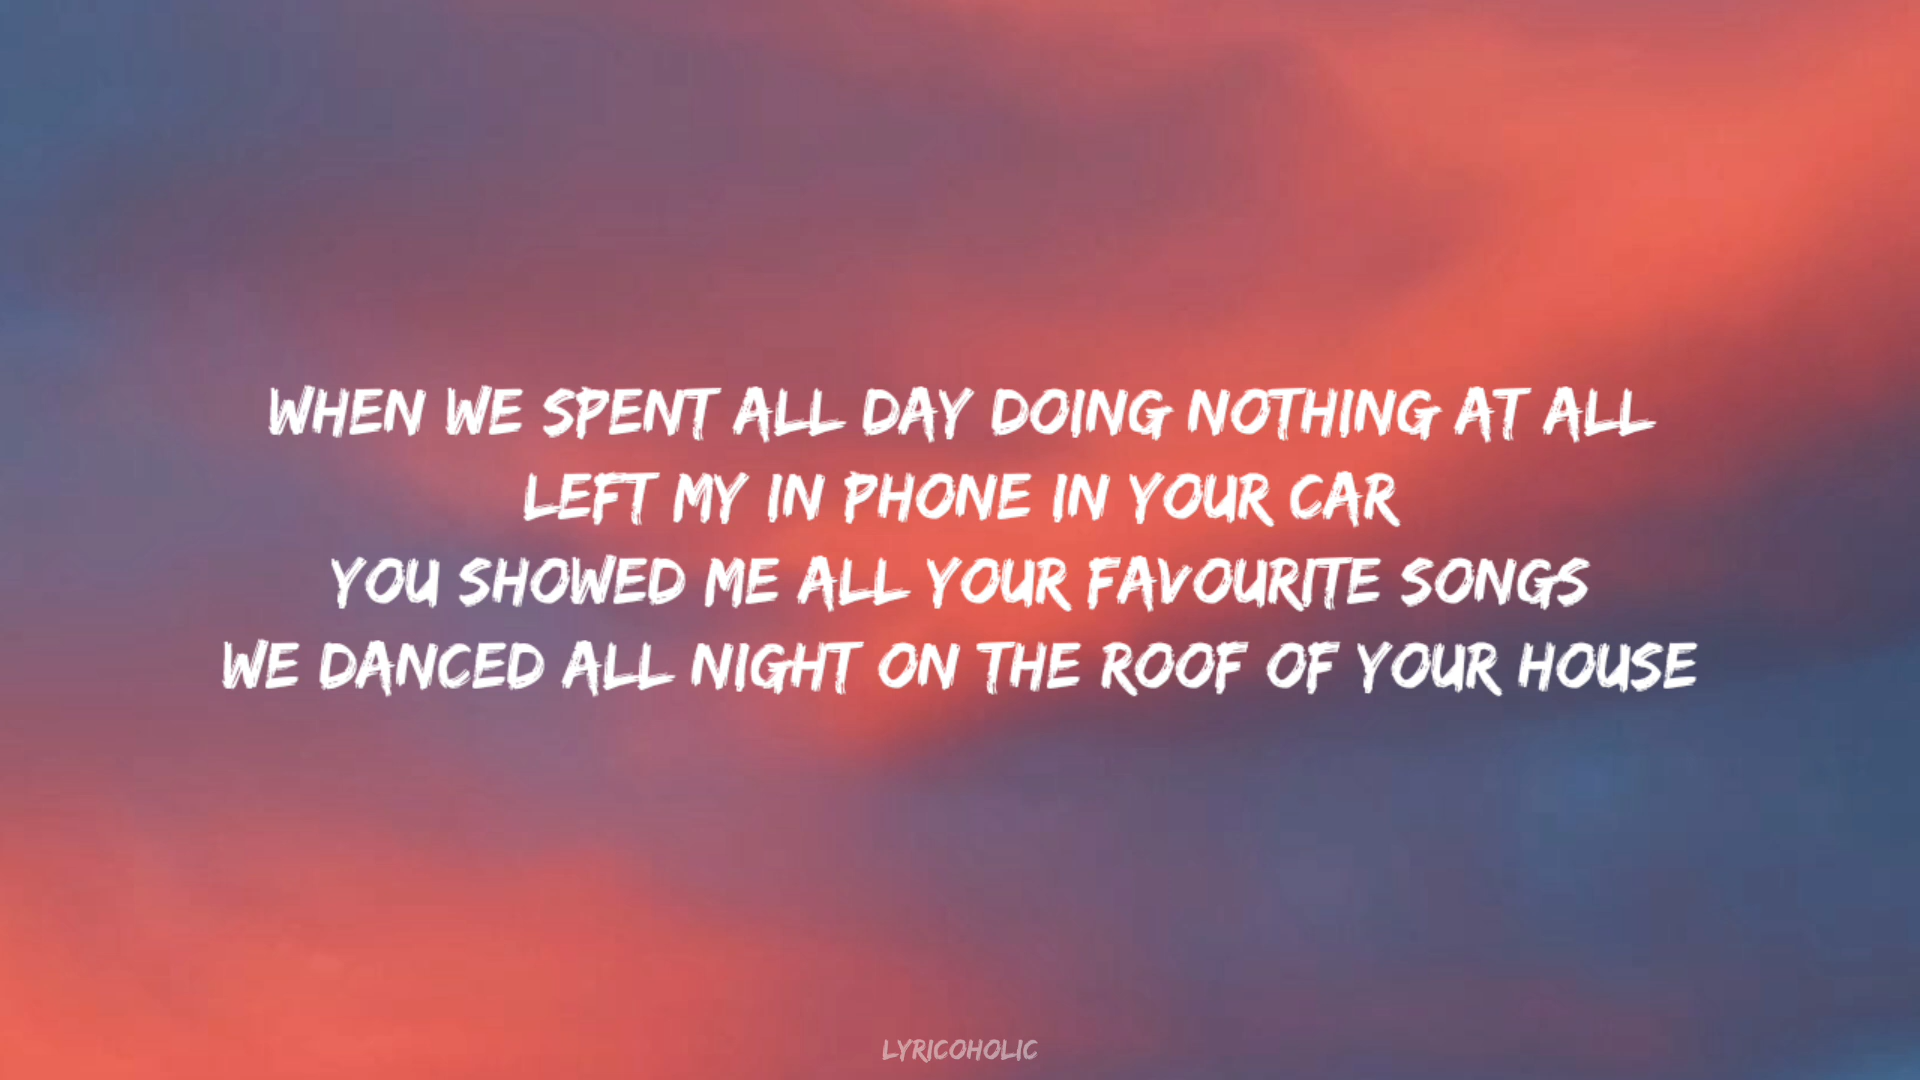 WHEN WE SPENT ALL DAY DOING NOTHING AT ALL
LEFT MY IN PHONE IN YOUR CAR
YOU SHOWED ME ALL YOUR FAVOURITE SONGS
WE DANCED ALL NIGHT ON THE ROOF OF YOUR HOUSE
LYRICOHOLIC